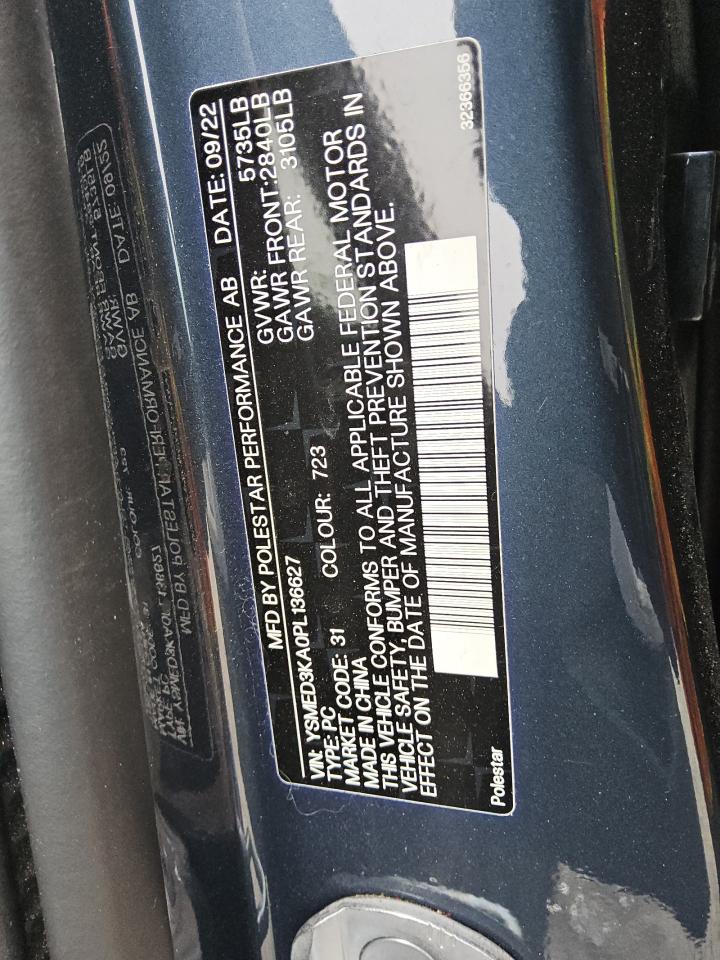 MFD BY POLESTAR PERFORMANCE AB DATE: 09/22
GVWR: 5735LB
GAWR FRONT:2840LB
GAWR REAR: 3105LB
VIN: YSMED3KA0PL136627
TYPE: PC
MARKET CODE: 31 COLOUR: 723
MADE IN CHINA
THIS VEHICLE CONFORMS TO ALL APPLICABLE FEDERAL MOTOR
VEHICLE SAFETY, BUMPER AND THEFT PREVENTION STANDARDS IN
EFFECT ON THE DATE OF MANUFACTURE SHOWN ABOVE.
Polestar 32366356